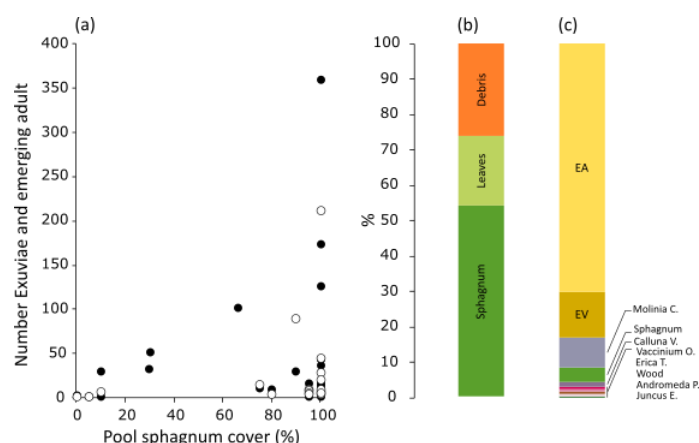 (a)
Number Exuviae and emerging adult
400
350
300
250
200
150
100
50
0
0
20
40
60
80
100
Pool sphagnum cover (%)
(b)
%
100
90
80
70
60
50
40
30
20
10
0
Debris
Leaves
Sphagnum
(c)
EA
EV
Molinia C.
Sphagnum
Calluna V.
Vaccinium O.
Erica T.
Wood
Andromeda P.
Juncus E.